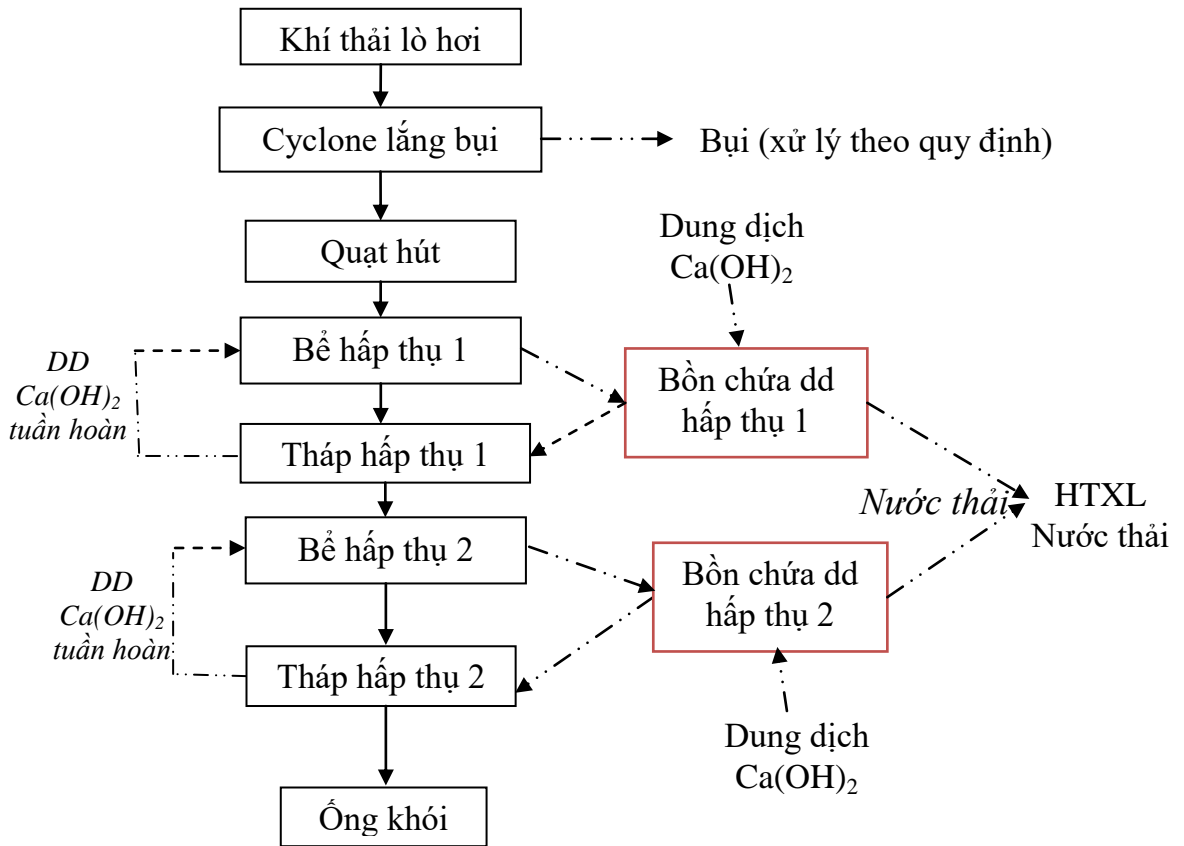 Khí thải lò hơi
Cyclone lắng bụi
Bụi (xử lý theo quy định)
Quạt hút
Dung dịch
Ca(OH)₂
Bể hấp thụ 1
DD
Ca(OH)₂
tuần hoàn
Bồn chứa dd
hấp thụ 1
Tháp hấp thụ 1
Nước thải
HTXL
Nước thải
Bể hấp thụ 2
DD
Ca(OH)₂
tuần hoàn
Bồn chứa dd
hấp thụ 2
Tháp hấp thụ 2
Dung dịch
Ca(OH)₂
Ống khói